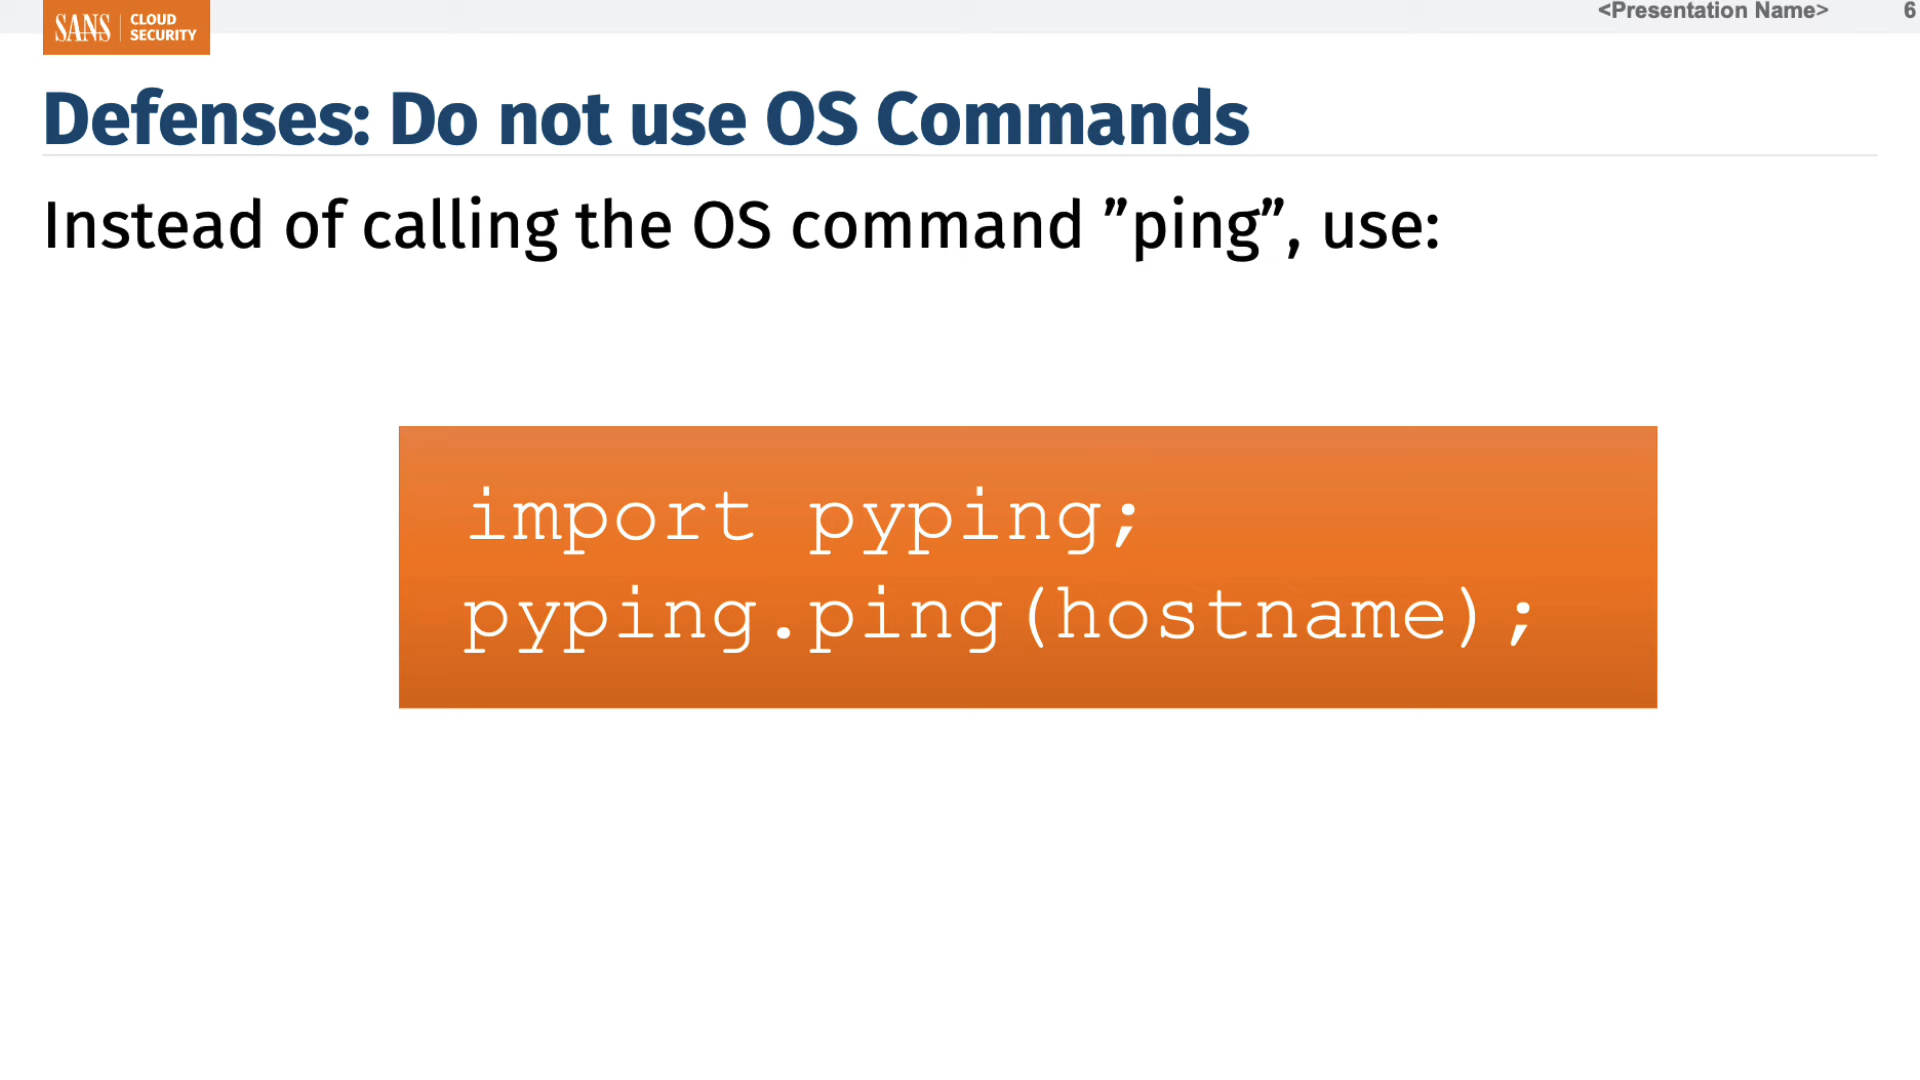 SANS
CLOUD
SECURITY
<Presentation Name>
6
Defenses: Do not use OS Commands
Instead of calling the OS command ”ping”, use:
import pyping;
pyping.ping(hostname);